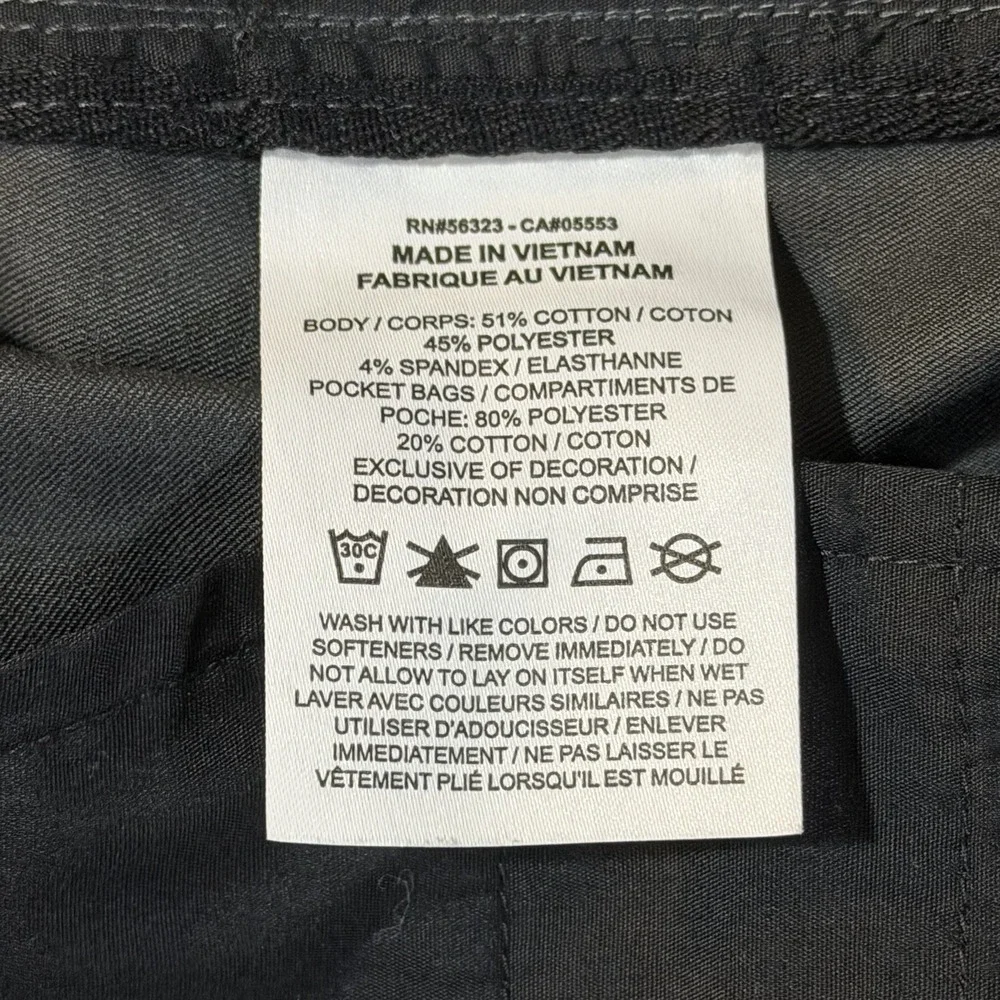 RN#56323 - CA#05553
MADE IN VIETNAM
FABRIQUE AU VIETNAM
BODY / CORPS: 51% COTTON / COTON
45% POLYESTER
4% SPANDEX / ELASTHANNE
POCKET BAGS / COMPARTIMENTS DE
POCHE: 80% POLYESTER
20% COTTON / COTON
EXCLUSIVE OF DECORATION /
DECORATION NON COMPRISE
30C
WASH WITH LIKE COLORS / DO NOT USE
SOFTENERS / REMOVE IMMEDIATELY / DO
NOT ALLOW TO LAY ON ITSELF WHEN WET
LAVER AVEC COULEURS SIMILAIRES / NE PAS
UTILISER D'ADOUCISSEUR / ENLEVER
IMMEDIATEMENT / NE PAS LAISSER LE
VÊTEMENT PLIÉ LORSQU'IL EST MOUILLÉ